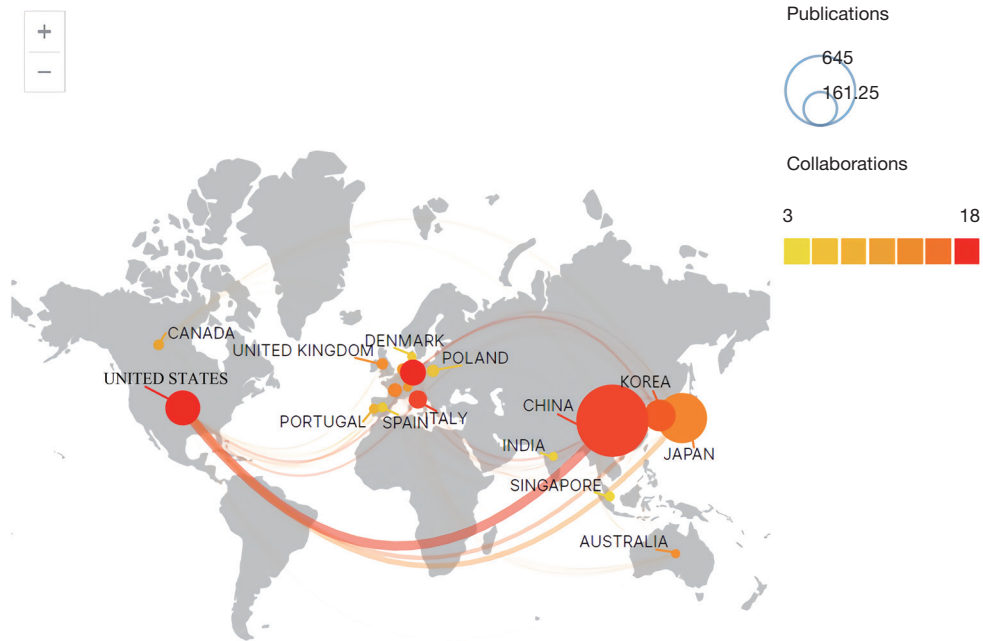 +
−
Publications
645
161.25
Collaborations
3 18
CANADA
DENMARK
UNITED KINGDOM
POLAND
UNITED STATES
KOREA
CHINA
PORTUGAL
SPAIN
ITALY
JAPAN
INDIA
SINGAPORE
AUSTRALIA